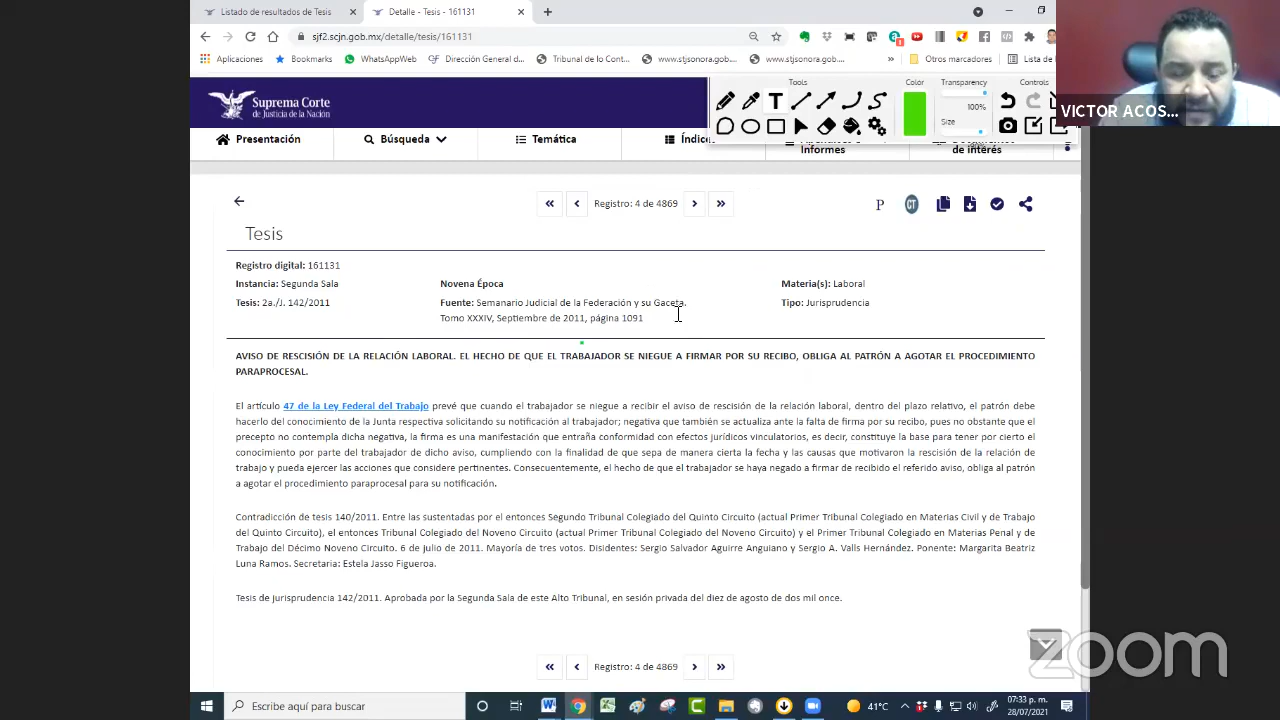 Listado de resultados de Tesis
Detalle - Tesis - 161131
sjf2.scjn.gob.mx/detalle/tesis/161131
Aplicaciones
Bookmarks
WhatsAppWeb
Dirección General d...
Tribunal de lo Cont...
www.stjsonora.gob....
www.stjsonora.gob....
»
Otros marcadores
Lista de l
Tools
Color
Transparency
Controls
100%
Size
VICTOR ACOS...
Suprema Corte
de Justicia de la Nación
Presentación
Búsqueda
Temática
Informes
de interés
Registro: 4 de 4869
P
CT
Tesis
Registro digital: 161131
Instancia: Segunda Sala
Novena Época
Materia(s): Laboral
Tesis: 2a./J. 142/2011
Fuente: Semanario Judicial de la Federación y su Gaceta.
Tipo: Jurisprudencia
Tomo XXXIV, Septiembre de 2011, página 1091
AVISO DE RESCISIÓN DE LA RELACIÓN LABORAL. EL HECHO DE QUE EL TRABAJADOR SE NIEGUE A FIRMAR POR SU RECIBO, OBLIGA AL PATRÓN A AGOTAR EL PROCEDIMIENTO
PARAPROCESAL.
El artículo 47 de la Ley Federal del Trabajo prevé que cuando el trabajador se niegue a recibir el aviso de rescisión de la relación laboral, dentro del plazo relativo, el patrón debe
hacerlo del conocimiento de la Junta respectiva solicitando su notificación al trabajador; negativa que también se actualiza ante la falta de firma por su recibo, pues no obstante que el
precepto no contempla dicha negativa, la firma es una manifestación que entraña conformidad con efectos jurídicos vinculatorios, es decir, constituye la base para tener por cierto el
conocimiento por parte del trabajador de dicho aviso, cumpliendo con la finalidad de que sepa de manera cierta la fecha y las causas que motivaron la rescisión de la relación de
trabajo y pueda ejercer las acciones que considere pertinentes. Consecuentemente, el hecho de que el trabajador se haya negado a firmar de recibido el referido aviso, obliga al patrón
a agotar el procedimiento paraprocesal para su notificación.
Contradicción de tesis 140/2011. Entre las sustentadas por el entonces Segundo Tribunal Colegiado del Quinto Circuito (actual Primer Tribunal Colegiado en Materias Civil y de Trabajo
del Quinto Circuito), el entonces Tribunal Colegiado del Noveno Circuito (actual Primer Tribunal Colegiado del Noveno Circuito) y el Primer Tribunal Colegiado en Materias Penal y de
Trabajo del Décimo Noveno Circuito. 6 de julio de 2011. Mayoría de tres votos. Disidentes: Sergio Salvador Aguirre Anguiano y Sergio A. Valls Hernández. Ponente: Margarita Beatriz
Luna Ramos. Secretaria: Estela Jasso Figueroa.
Tesis de jurisprudencia 142/2011. Aprobada por la Segunda Sala de este Alto Tribunal, en sesión privada del diez de agosto de dos mil once.
Registro: 4 de 4869
zoom
Escribe aquí para buscar
41°C
07:33 p. m.
28/07/2021